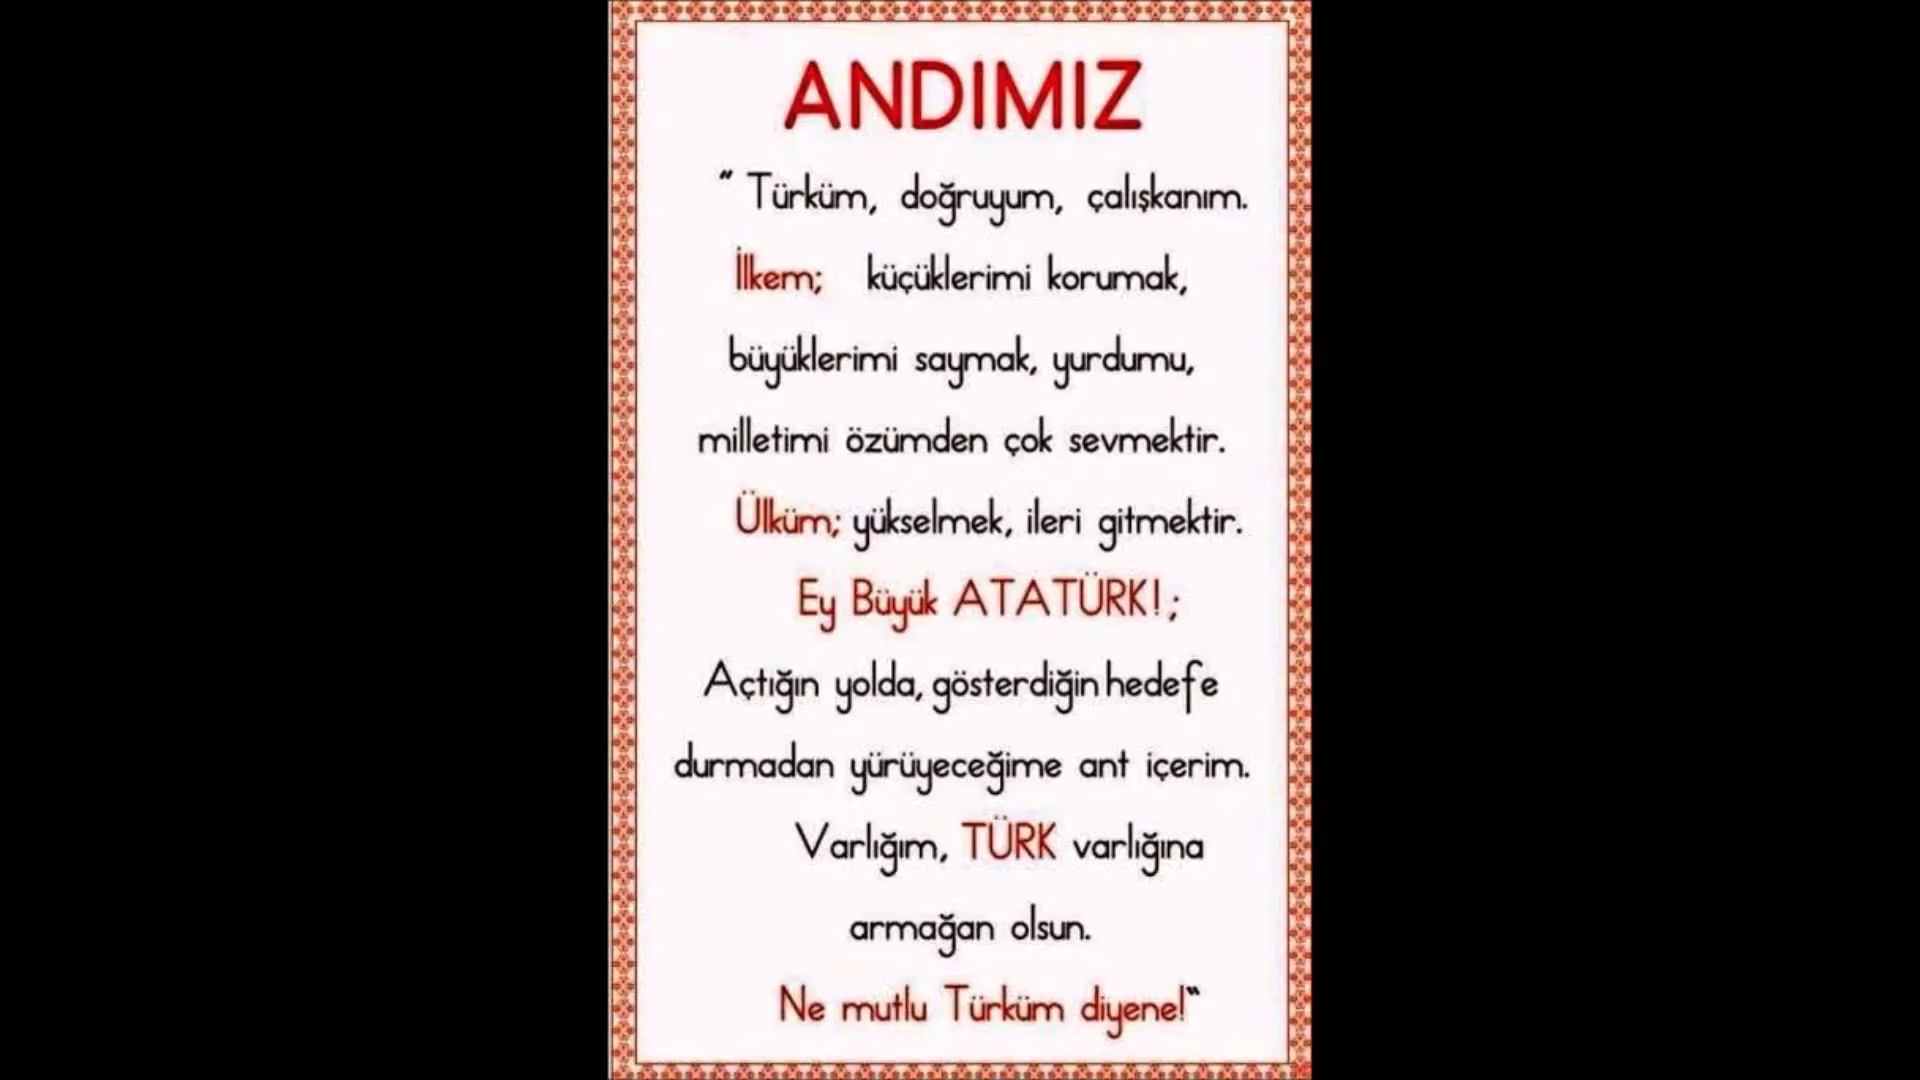 ANDIMIZ
“ Türküm, doğruyum, çalışkanım.
İlkem; küçüklerimi korumak,
büyüklerimi saymak, yurdumu,
milletimi özümden çok sevmektir.
Ülküm; yükselmek, ileri gitmektir.
Ey Büyük ATATÜRK! ;
Açtığın yolda, gösterdiğin hedefe
durmadan yürüyeceğime ant içerim.
Varlığım, TÜRK varlığına
armağan olsun.
Ne mutlu Türküm diyene!“